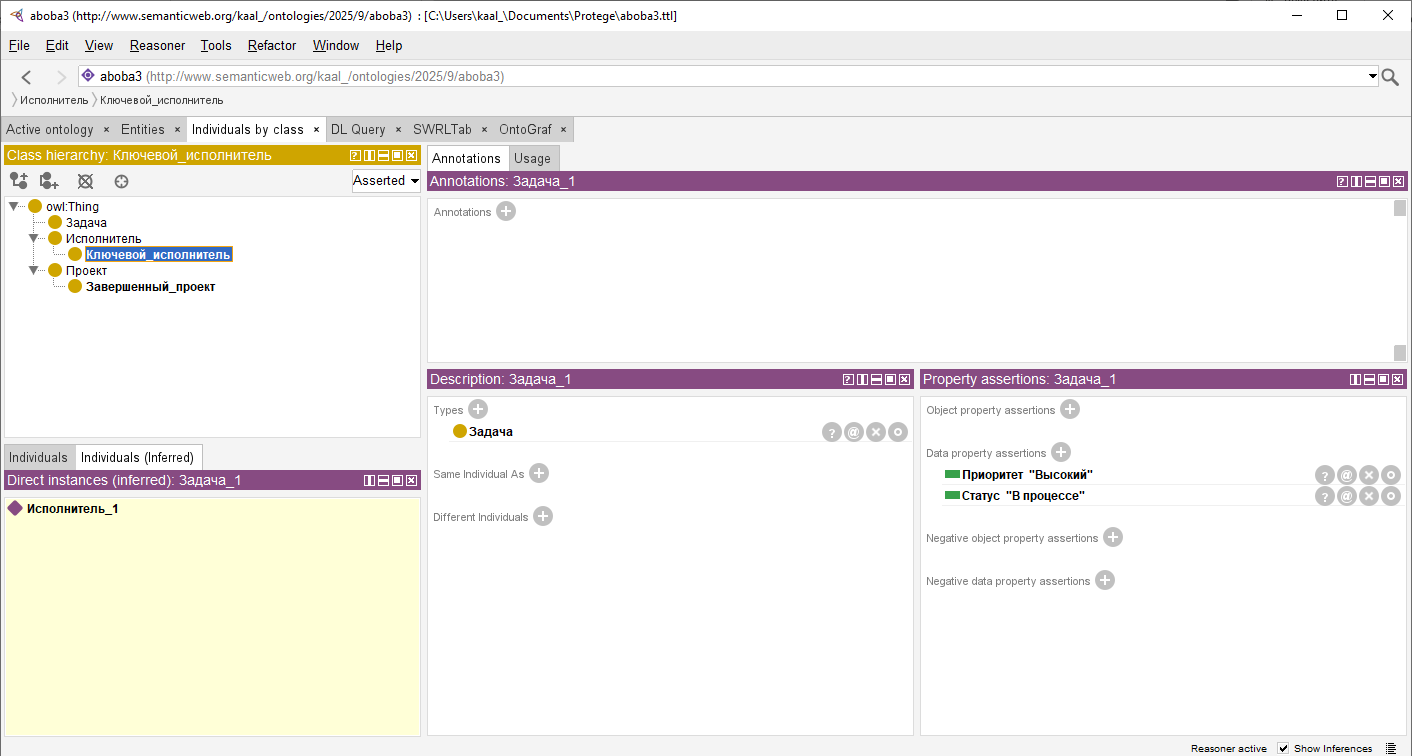 aboba3 (http://www.semanticweb.org/kaal_/ontologies/2025/9/aboba3) : [C:\Users\kaal_\Documents\Protege\aboba3.ttl]
File Edit View Reasoner Tools Refactor Window Help
aboba3 (http://www.semanticweb.org/kaal_/ontologies/2025/9/aboba3)
Исполнитель Ключевой_исполнитель
Active ontology × Entities × Individuals by class × DL Query × SWRLTab × OntoGraf ×
Class hierarchy: Ключевой_исполнитель
Asserted
owl:Thing
Задача
Исполнитель
Ключевой_исполнитель
Проект
Завершенный_проект
Individuals Individuals (Inferred)
Direct instances (inferred): Задача_1
Исполнитель_1
Annotations Usage
Annotations: Задача_1
Annotations
Description: Задача_1
Types
Задача
Same Individual As
Different Individuals
Property assertions: Задача_1
Object property assertions
Data property assertions
Приоритет "Высокий"
Статус "В процессе"
Negative object property assertions
Negative data property assertions
Reasoner active Show Inferences